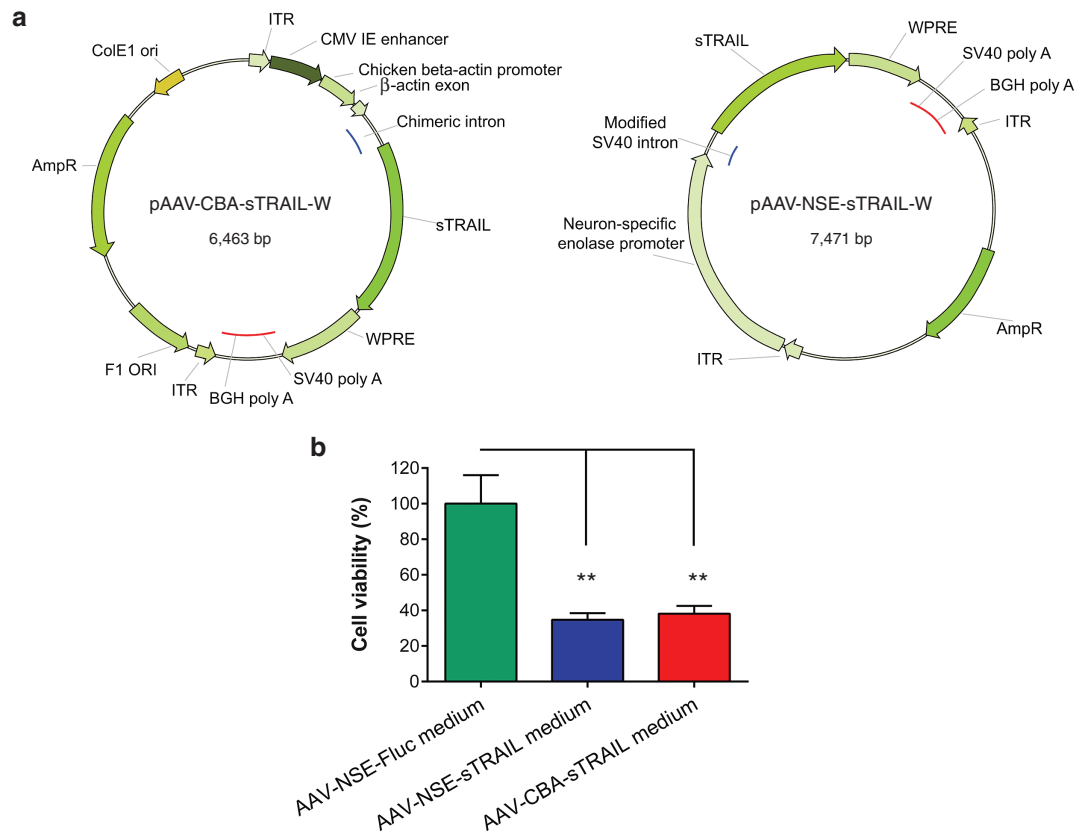 a
ITR
CMV IE enhancer
Chicken beta-actin promoter
β-actin exon
Chimeric intron
ColE1 ori
AmpR
pAAV-CBA-sTRAIL-W
6,463 bp
sTRAIL
WPRE
SV40 poly A
BGH poly A
ITR
F1 ORI
sTRAIL
WPRE
SV40 poly A
BGH poly A
ITR
Modified
SV40 intron
pAAV-NSE-sTRAIL-W
7,471 bp
Neuron-specific
enolase promoter
AmpR
ITR
b
Cell viability (%)
120
100
80
60
40
20
0
**
**
AAV-NSE-Fluc medium
AAV-NSE-sTRAIL medium
AAV-CBA-sTRAIL medium